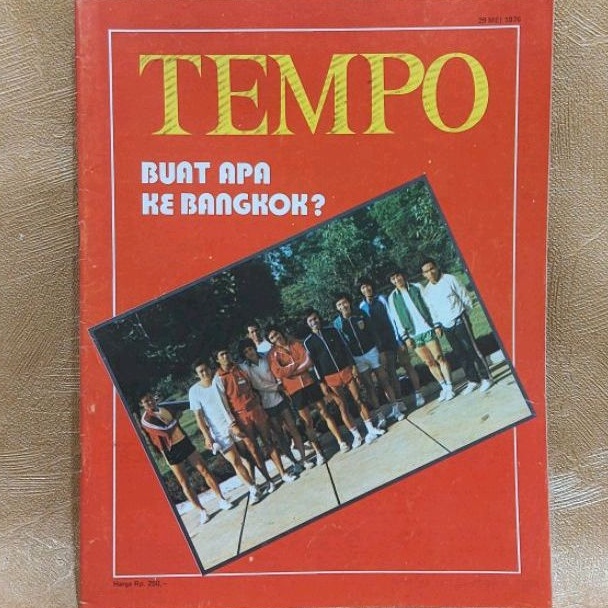 29 MEI 1976
TEMPO
BUAT APA
KE BANGKOK?
Harga Rp. 250,-